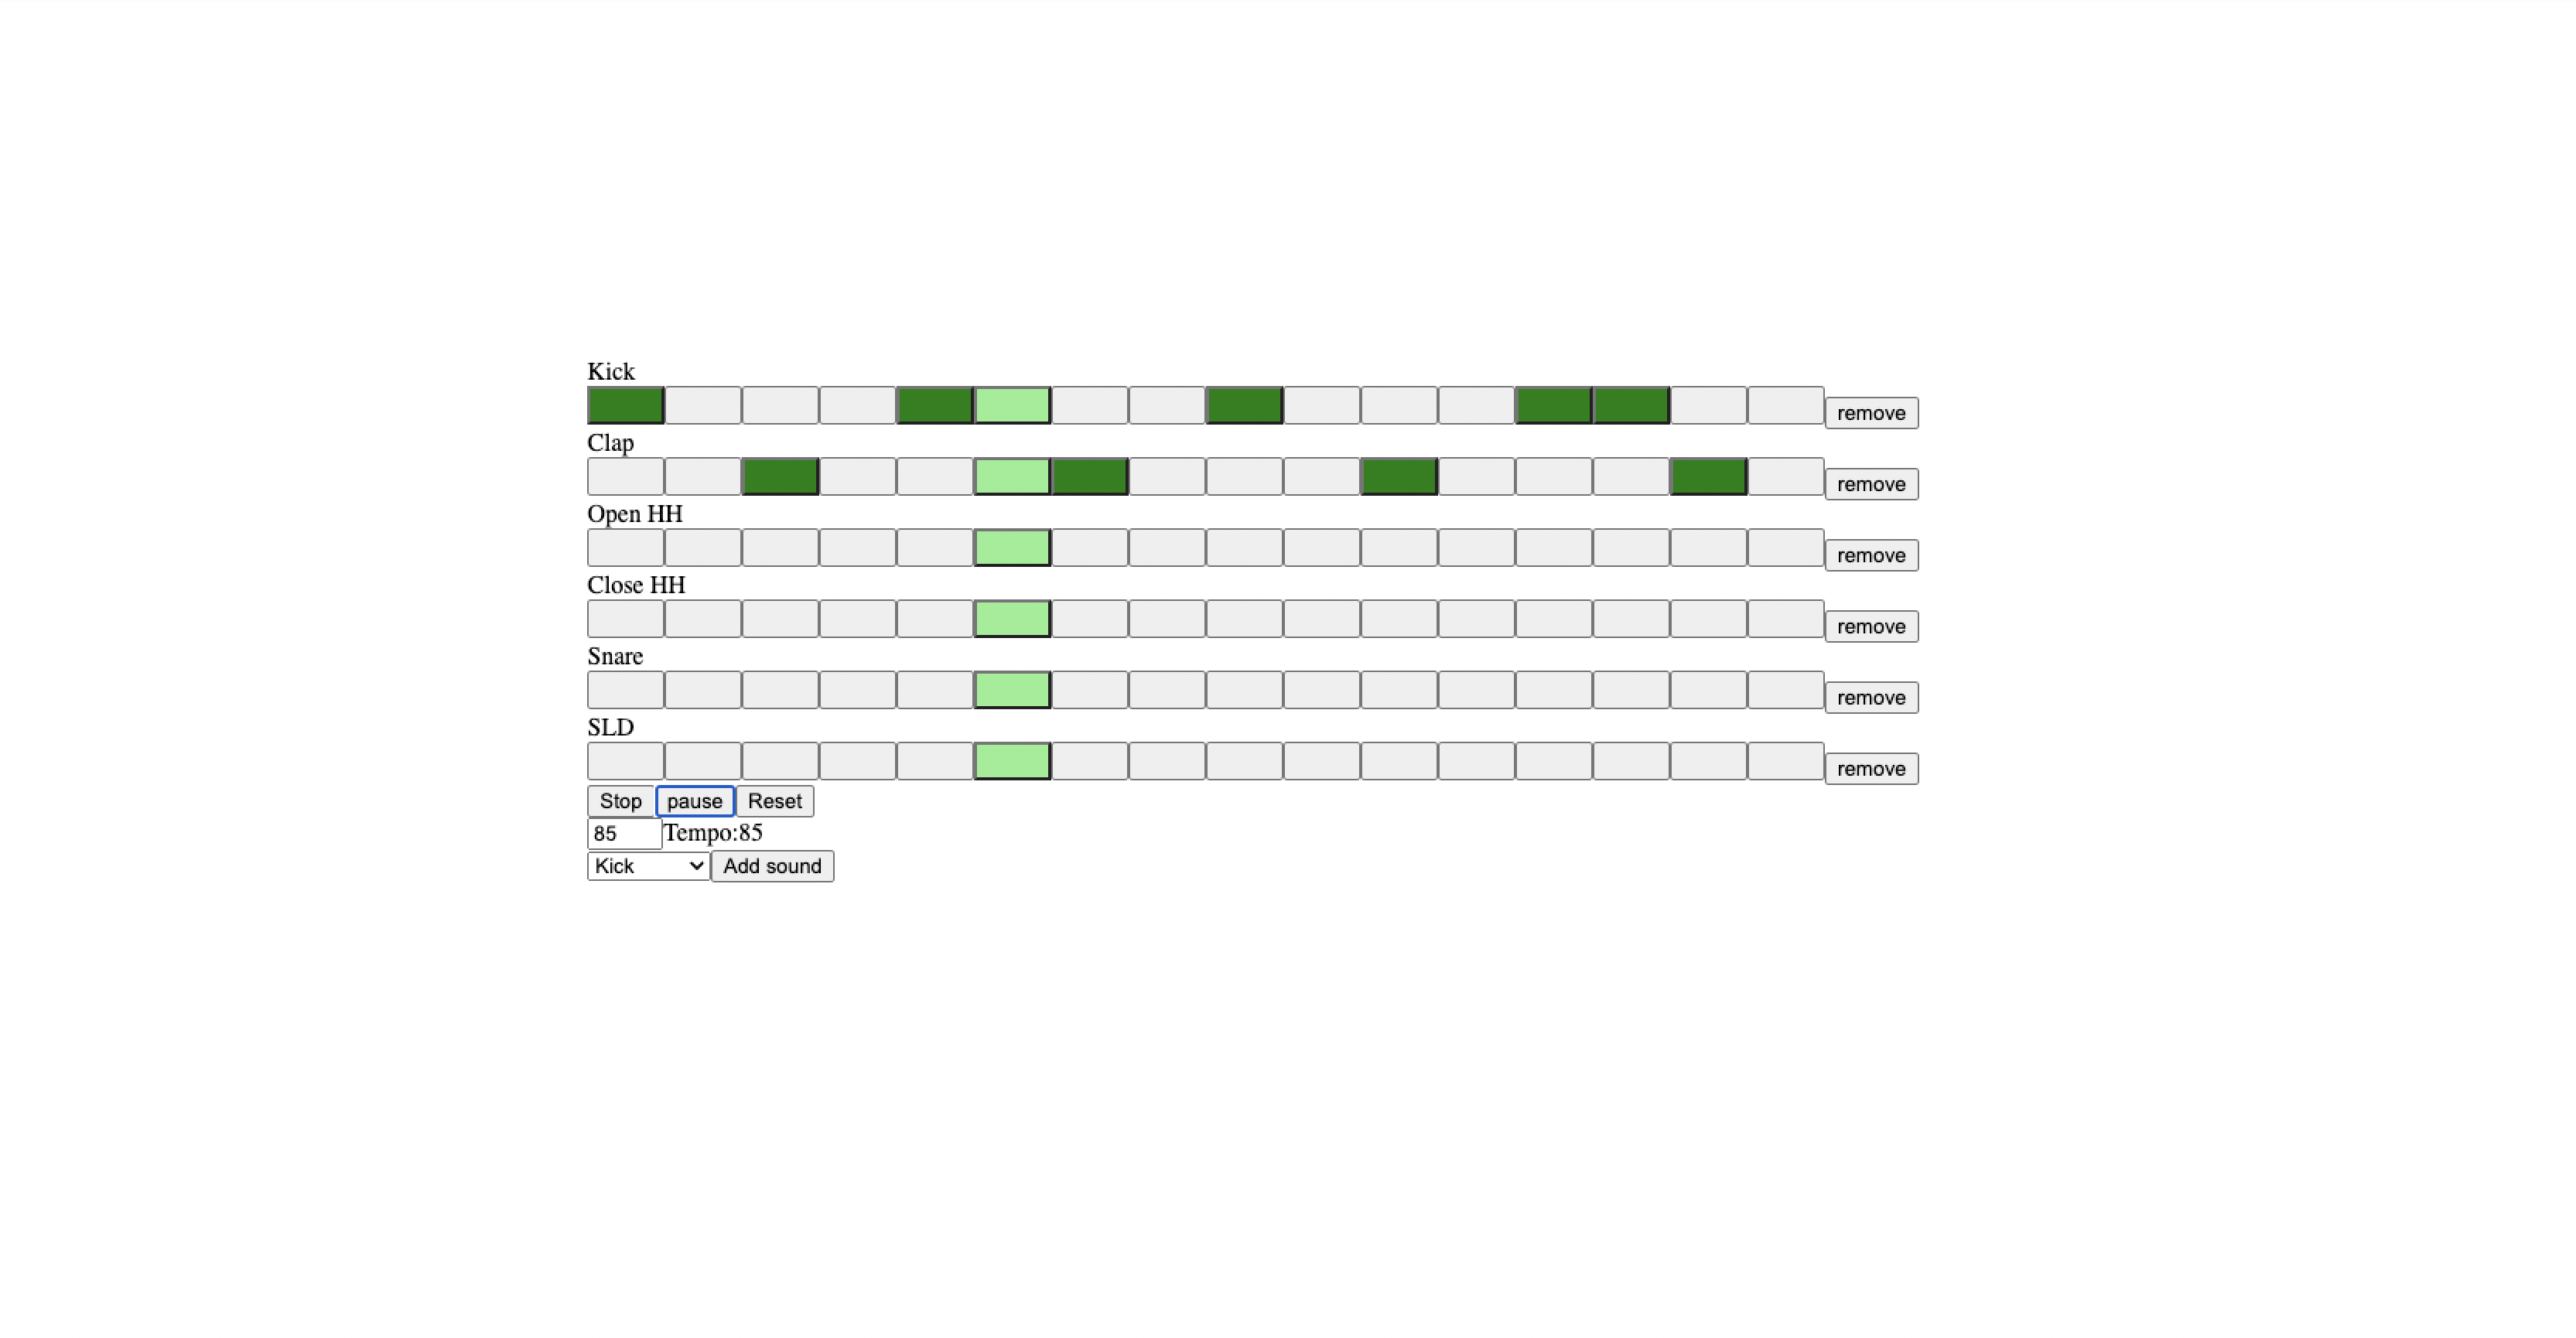 Kick
remove
Clap
remove
Open HH
remove
Close HH
remove
Snare
remove
SLD
remove
Stop pause Reset
85 Tempo:85
Kick Add sound